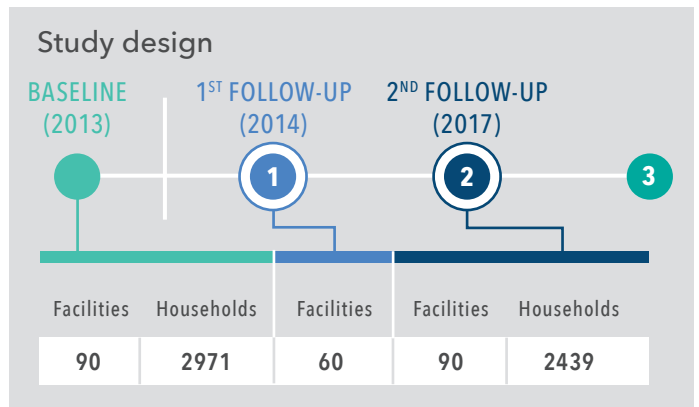 Study design
BASELINE 1ST FOLLOW-UP 2ND FOLLOW-UP
(2013) (2014) (2017)
1 2 3
Facilities Households Facilities Facilities Households
90 2971 60 90 2439